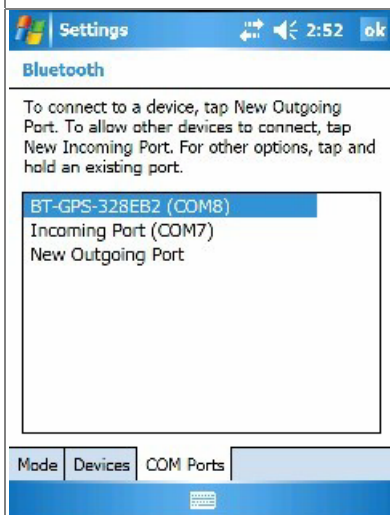 Settings 2:52 ok
Bluetooth
To connect to a device, tap New Outgoing
Port. To allow other devices to connect, tap
New Incoming Port. For other options, tap and
hold an existing port.
BT-GPS-328EB2 (COM8)
Incoming Port (COM7)
New Outgoing Port
Mode Devices COM Ports